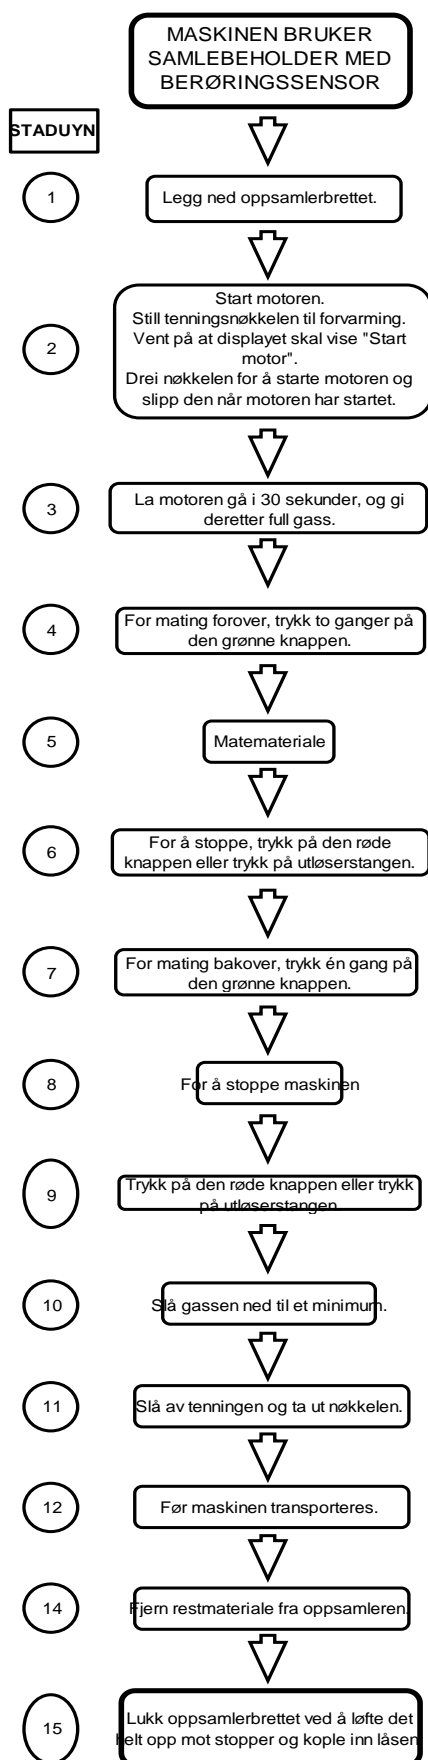 MASKINEN BRUKER
SAMLEBEHOLDER MED
BERØRINGSSENSOR
STADUYN
1
Legg ned oppsamlerbrettet.
2
Start motoren.
Still tenningsnøkkelen til forvarming.
Vent på at displayet skal vise "Start
motor".
Drei nøkkelen for å starte motoren og
slipp den når motoren har startet.
3
La motoren gå i 30 sekunder, og gi
deretter full gass.
4
For mating forover, trykk to ganger på
den grønne knappen.
5
Matemateriale
6
For å stoppe, trykk på den røde
knappen eller trykk på utløserstangen.
7
For mating bakover, trykk én gang på
den grønne knappen.
8
For å stoppe maskinen
9
Trykk på den røde knappen eller trykk
på utløserstangen
10
Slå gassen ned til et minimum.
11
Slå av tenningen og ta ut nøkkelen.
12
Før maskinen transporteres.
14
Fjern restmateriale fra oppsamleren.
15
Lukk oppsamlerbrettet ved å løfte det
helt opp mot stopper og kople inn låsen